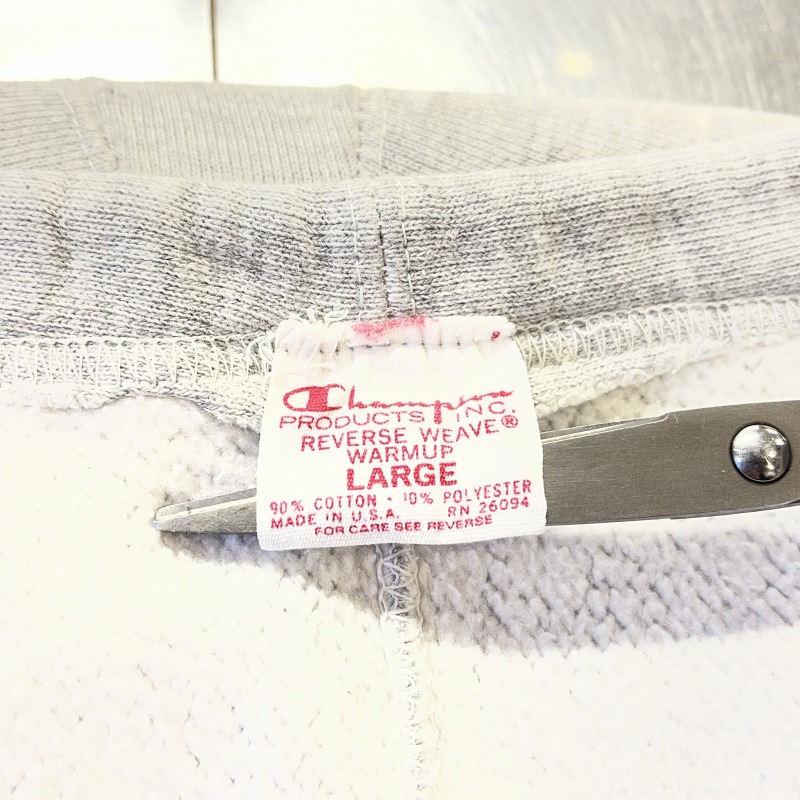 Champion
PRODUCTS INC.
REVERSE WEAVE®
WARMUP
LARGE
90% COTTON - 10% POLYESTER
MADE IN U.S.A. RN 26094
FOR CARE SEE REVERSE